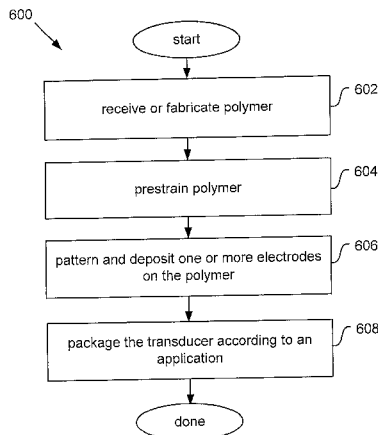 600
start
receive or fabricate polymer
602
prestrain polymer
604
pattern and deposit one or more electrodes
on the polymer
606
package the transducer according to an
application
608
done